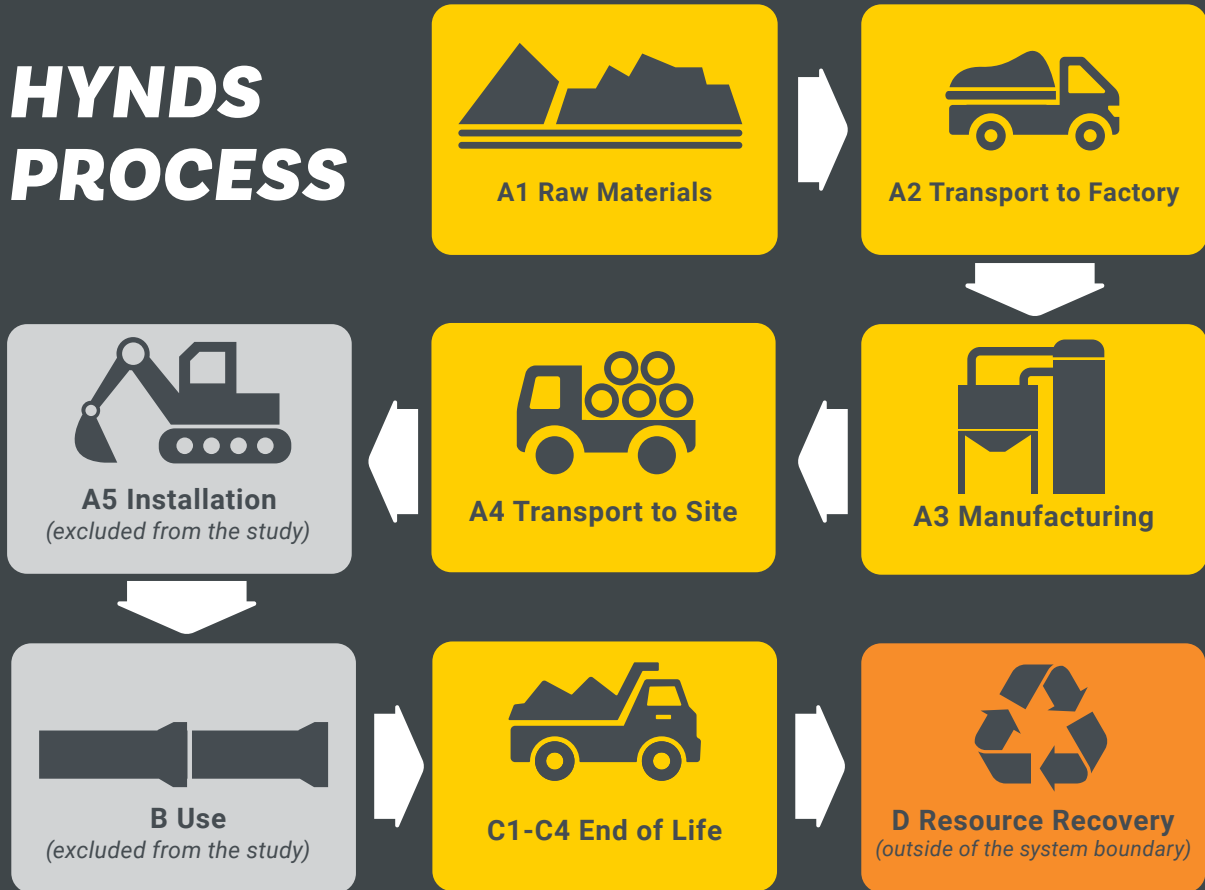 HYNDS
PROCESS
A1 Raw Materials
A2 Transport to Factory
A3 Manufacturing
A4 Transport to Site
A5 Installation
(excluded from the study)
B Use
(excluded from the study)
C1-C4 End of Life
D Resource Recovery
(outside of the system boundary)